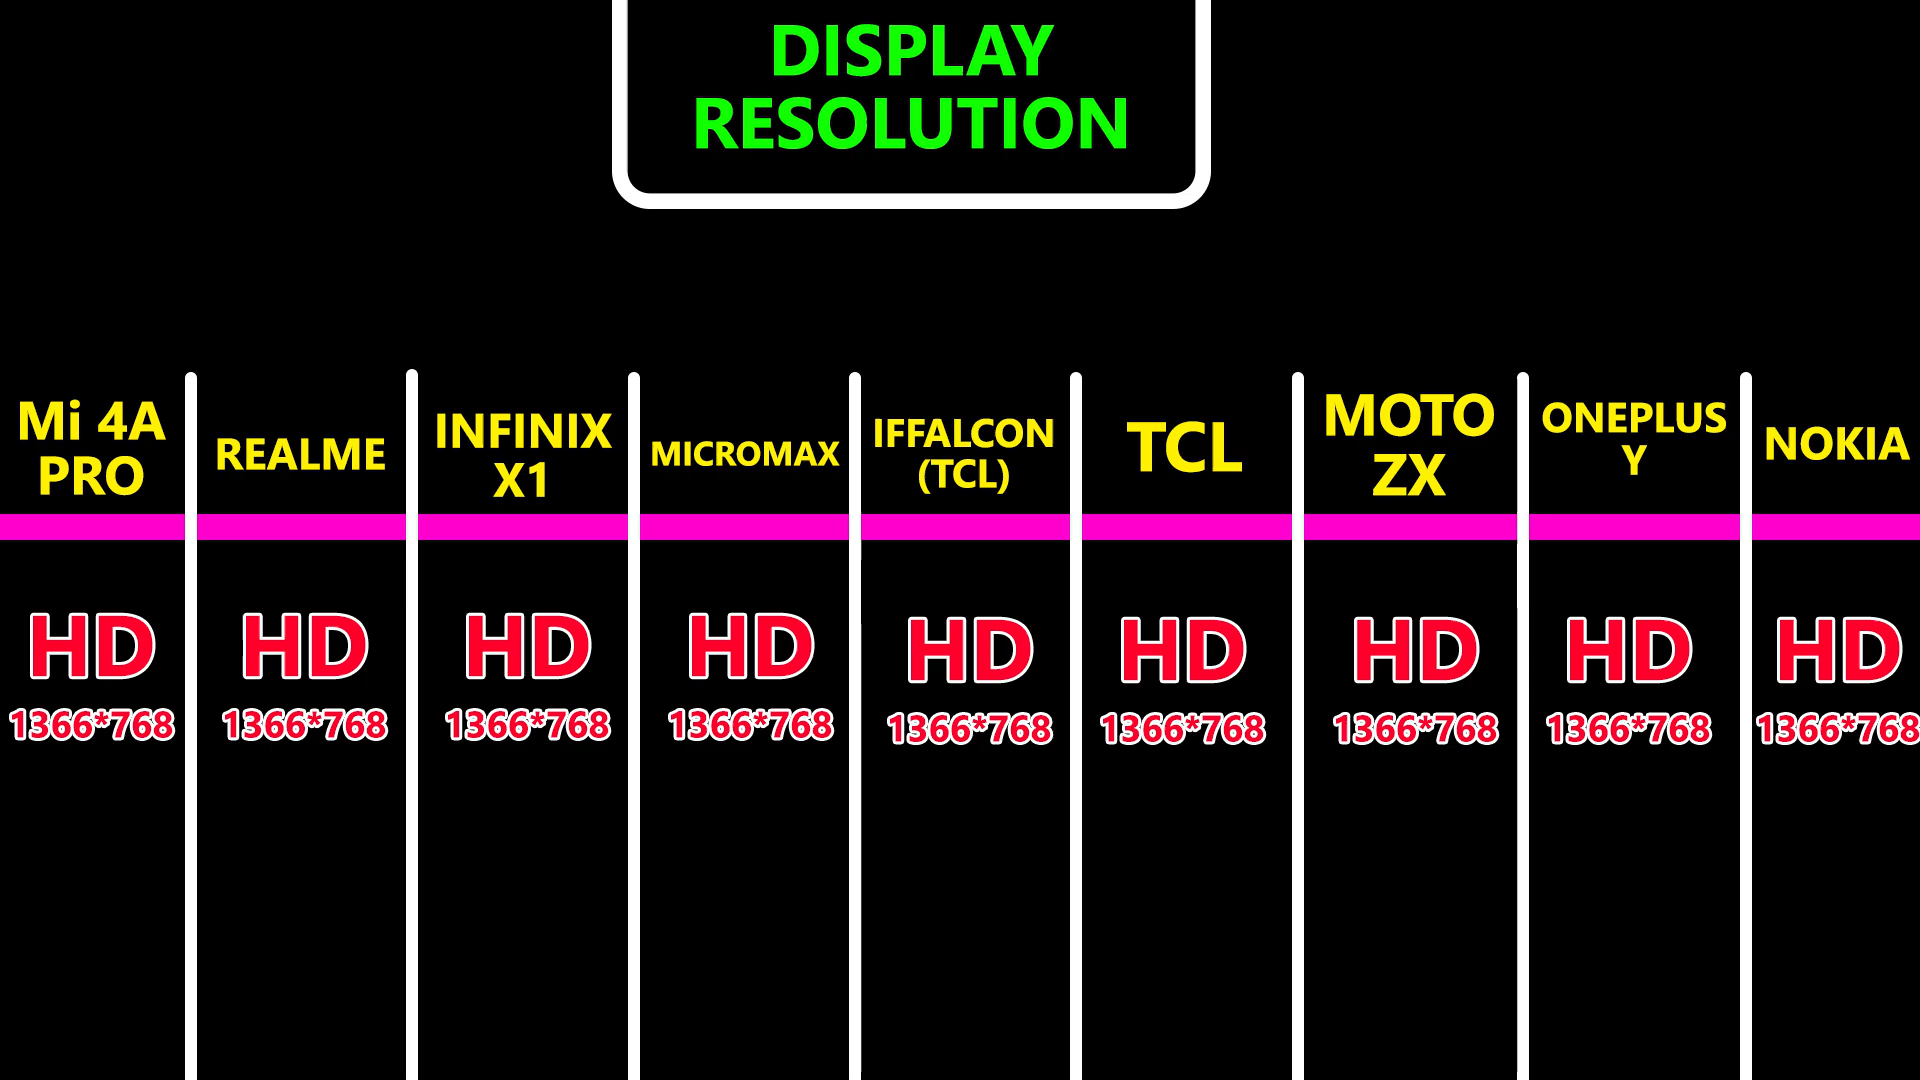 DISPLAY
RESOLUTION
Mi 4A
PRO
REALME
INFINIX
X1
MICROMAX
IFFALCON
(TCL)
TCL
MOTO
ZX
ONEPLUS
Y
NOKIA
HD
1366*768
HD
1366*768
HD
1366*768
HD
1366*768
HD
1366*768
HD
1366*768
HD
1366*768
HD
1366*768
HD
1366*768